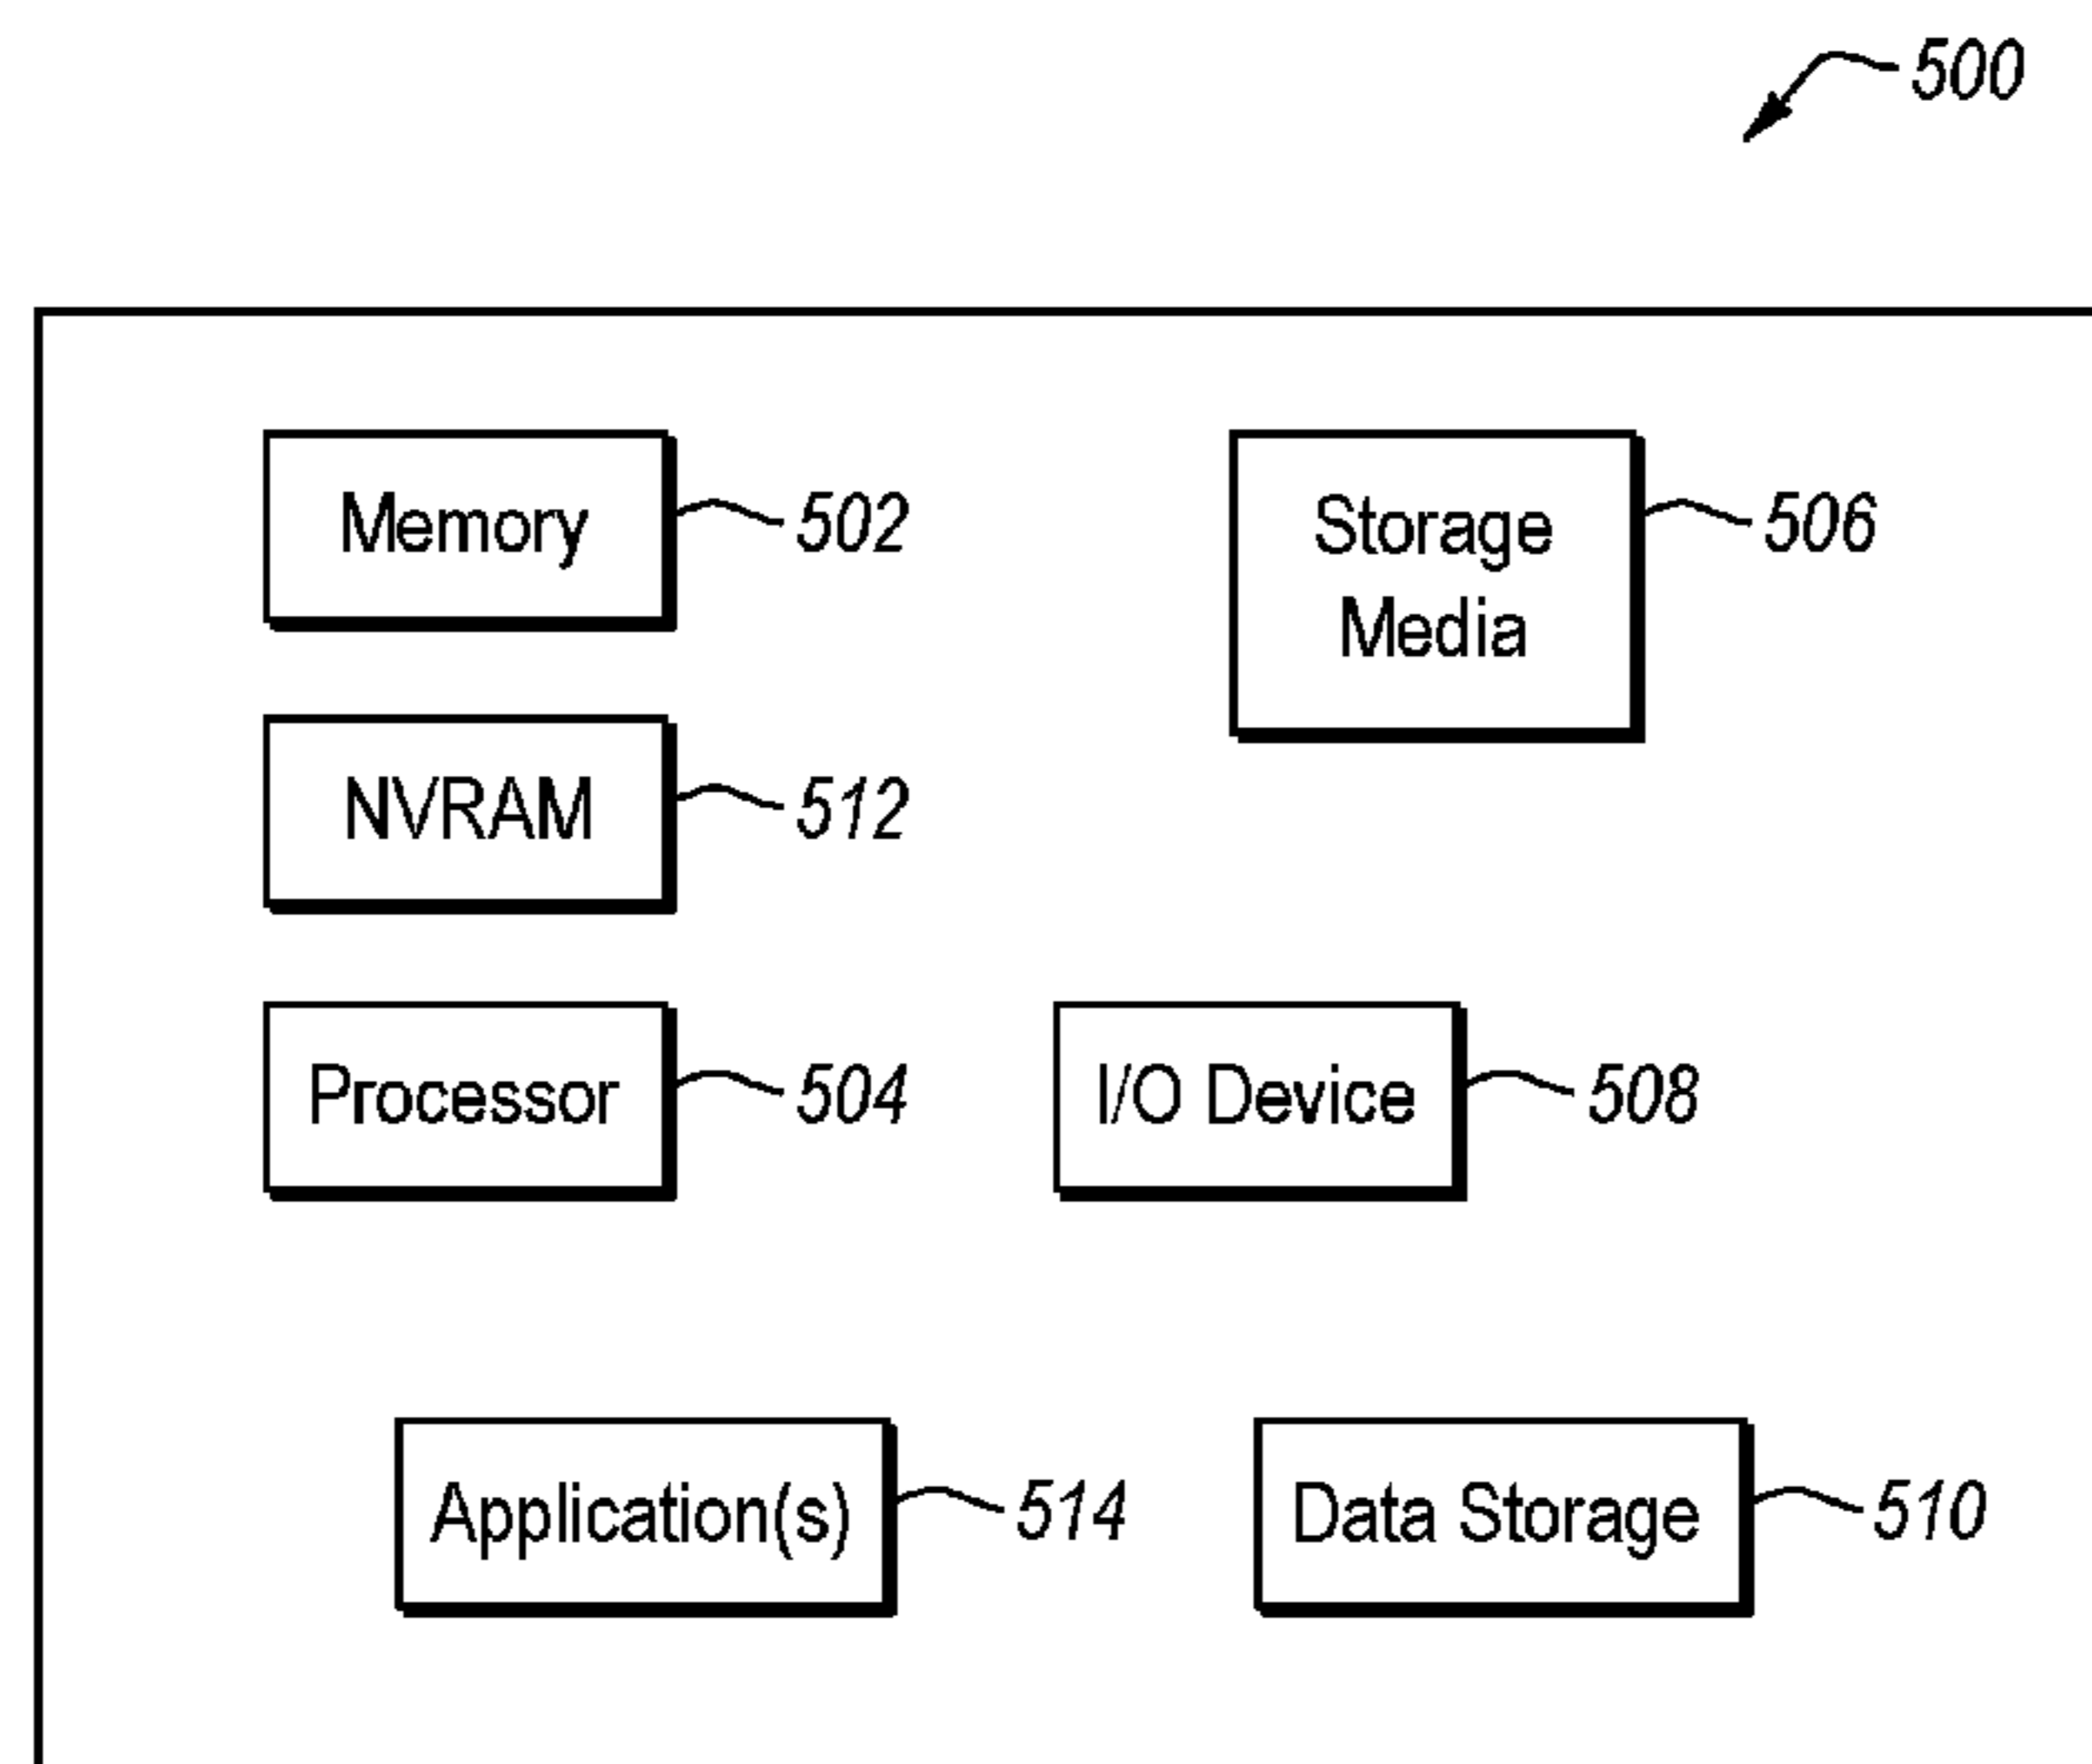 500
Memory
502
Storage
Media
506
NVRAM
512
Processor
504
I/O Device
508
Application(s)
514
Data Storage
510